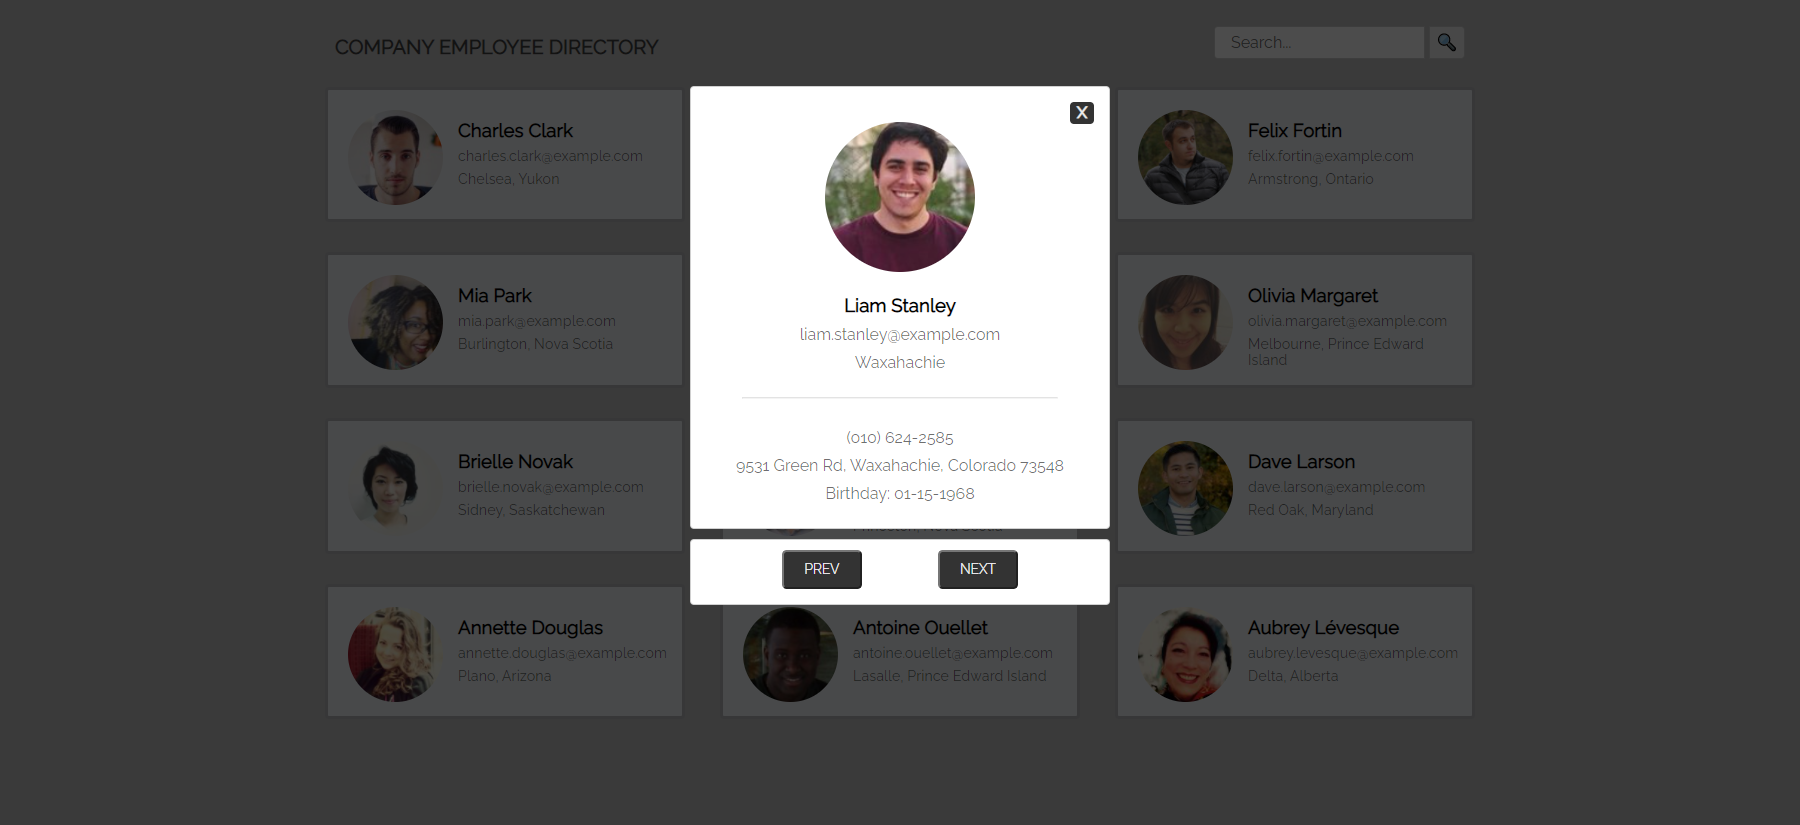 COMPANY EMPLOYEE DIRECTORY
Search...
Charles Clark
charles.clark@example.com
Chelsea, Yukon
X
Liam Stanley
liam.stanley@example.com
Waxahachie
(010) 624-2585
9531 Green Rd, Waxahachie, Colorado 73548
Birthday: 01-15-1968
PREV
NEXT
Felix Fortin
felix.fortin@example.com
Armstrong, Ontario
Mia Park
mia.park@example.com
Burlington, Nova Scotia
Olivia Margaret
olivia.margaret@example.com
Melbourne, Prince Edward
Island
Brielle Novak
brielle.novak@example.com
Sidney, Saskatchewan
Princeton, Nova Scotia
Dave Larson
dave.larson@example.com
Red Oak, Maryland
Annette Douglas
annette.douglas@example.com
Plano, Arizona
Antoine Ouellet
antoine.ouellet@example.com
Lasalle, Prince Edward Island
Aubrey Lévesque
aubrey.levesque@example.com
Delta, Alberta